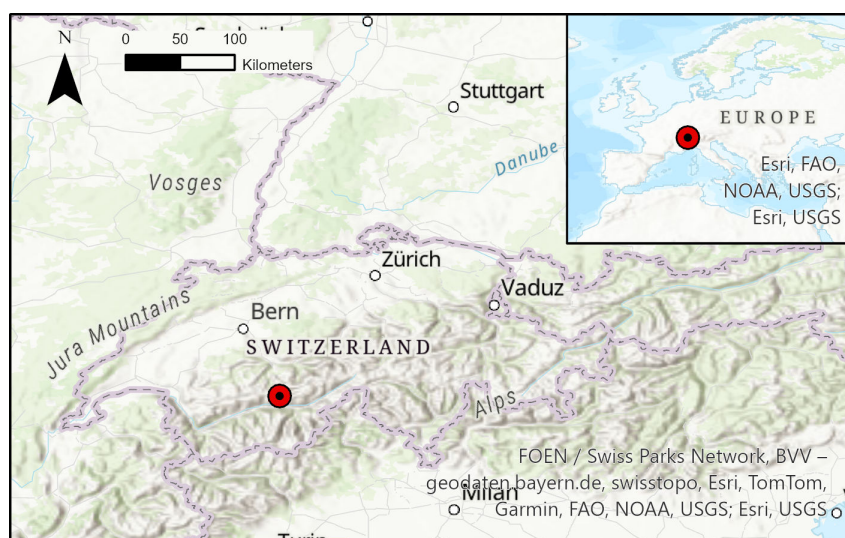 N
0 50 100
Kilometers
Stuttgart
Danube
Vosges
EUROPE
Esri, FAO,
NOAA, USGS;
Esri, USGS
Zürich
Vaduz
Jura Mountains
Bern
SWITZERLAND
Alps
FOEN / Swiss Parks Network, BVV –
geodaten.bayern.de, swisstopo, Esri, TomTom,
Milan
Garmin, FAO, NOAA, USGS; Esri, USGS
Turin